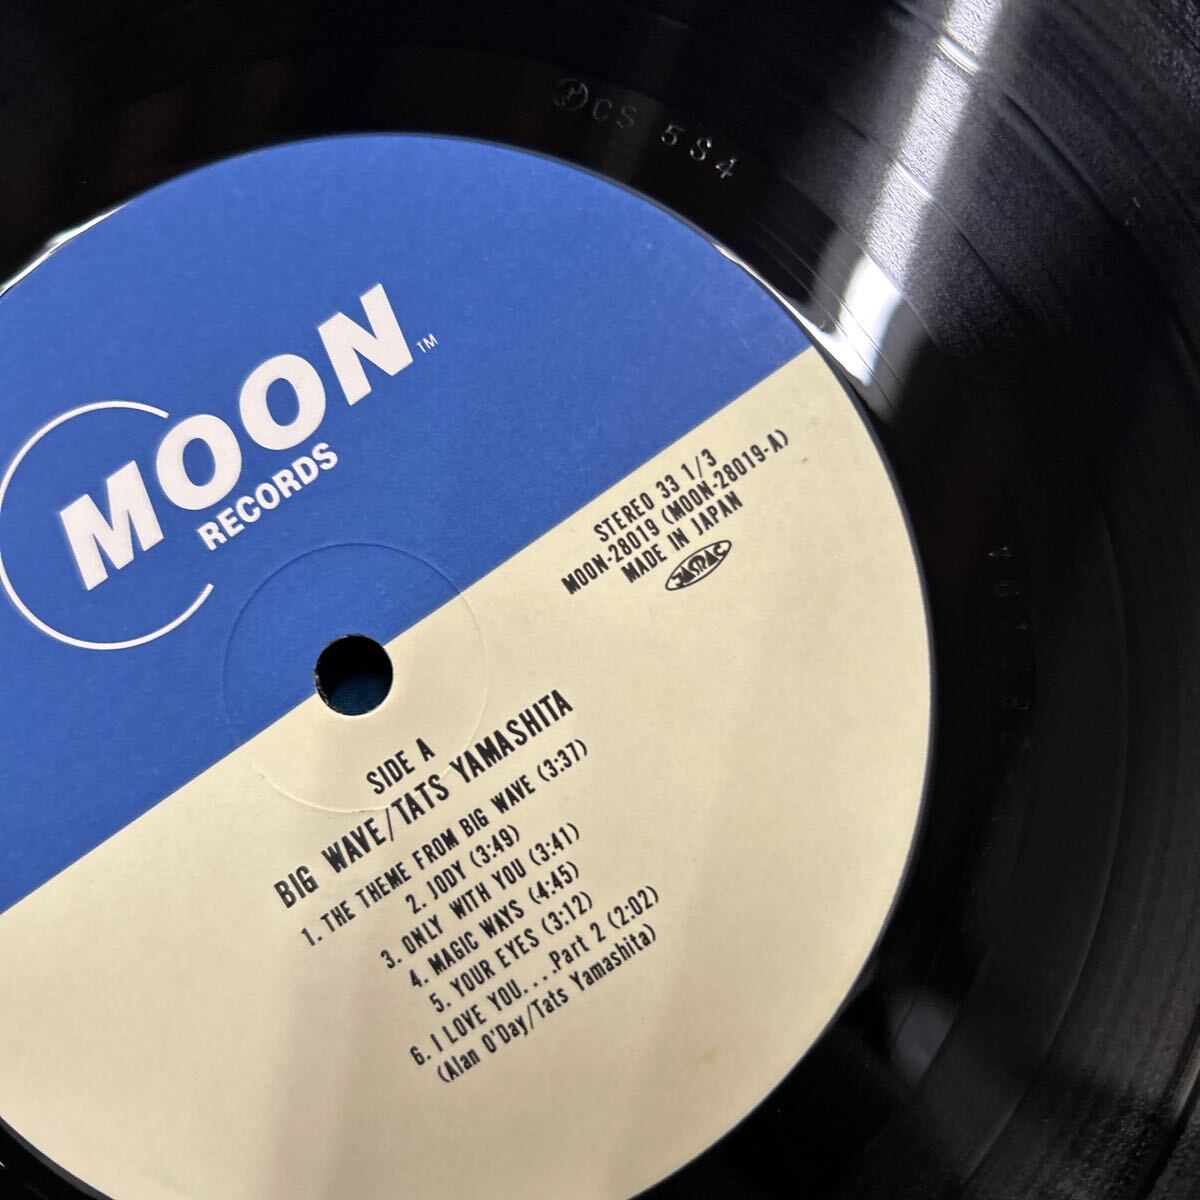 CS 5S4
MOON™
RECORDS
STEREO 33 1/3
MOON-28019 (MOON-28019-A)
MADE IN JAPAN
JASRAC
SIDE A
BIG WAVE/TATS YAMASHITA
1. THE THEME FROM BIG WAVE (3:37)
2. JODY (3:49)
3. ONLY WITH YOU (3:41)
4. MAGIC WAYS (4:45)
5. YOUR EYES (3:12)
6. I LOVE YOU....Part 2 (2:02)
(Alan O'Day/Tats Yamashita)